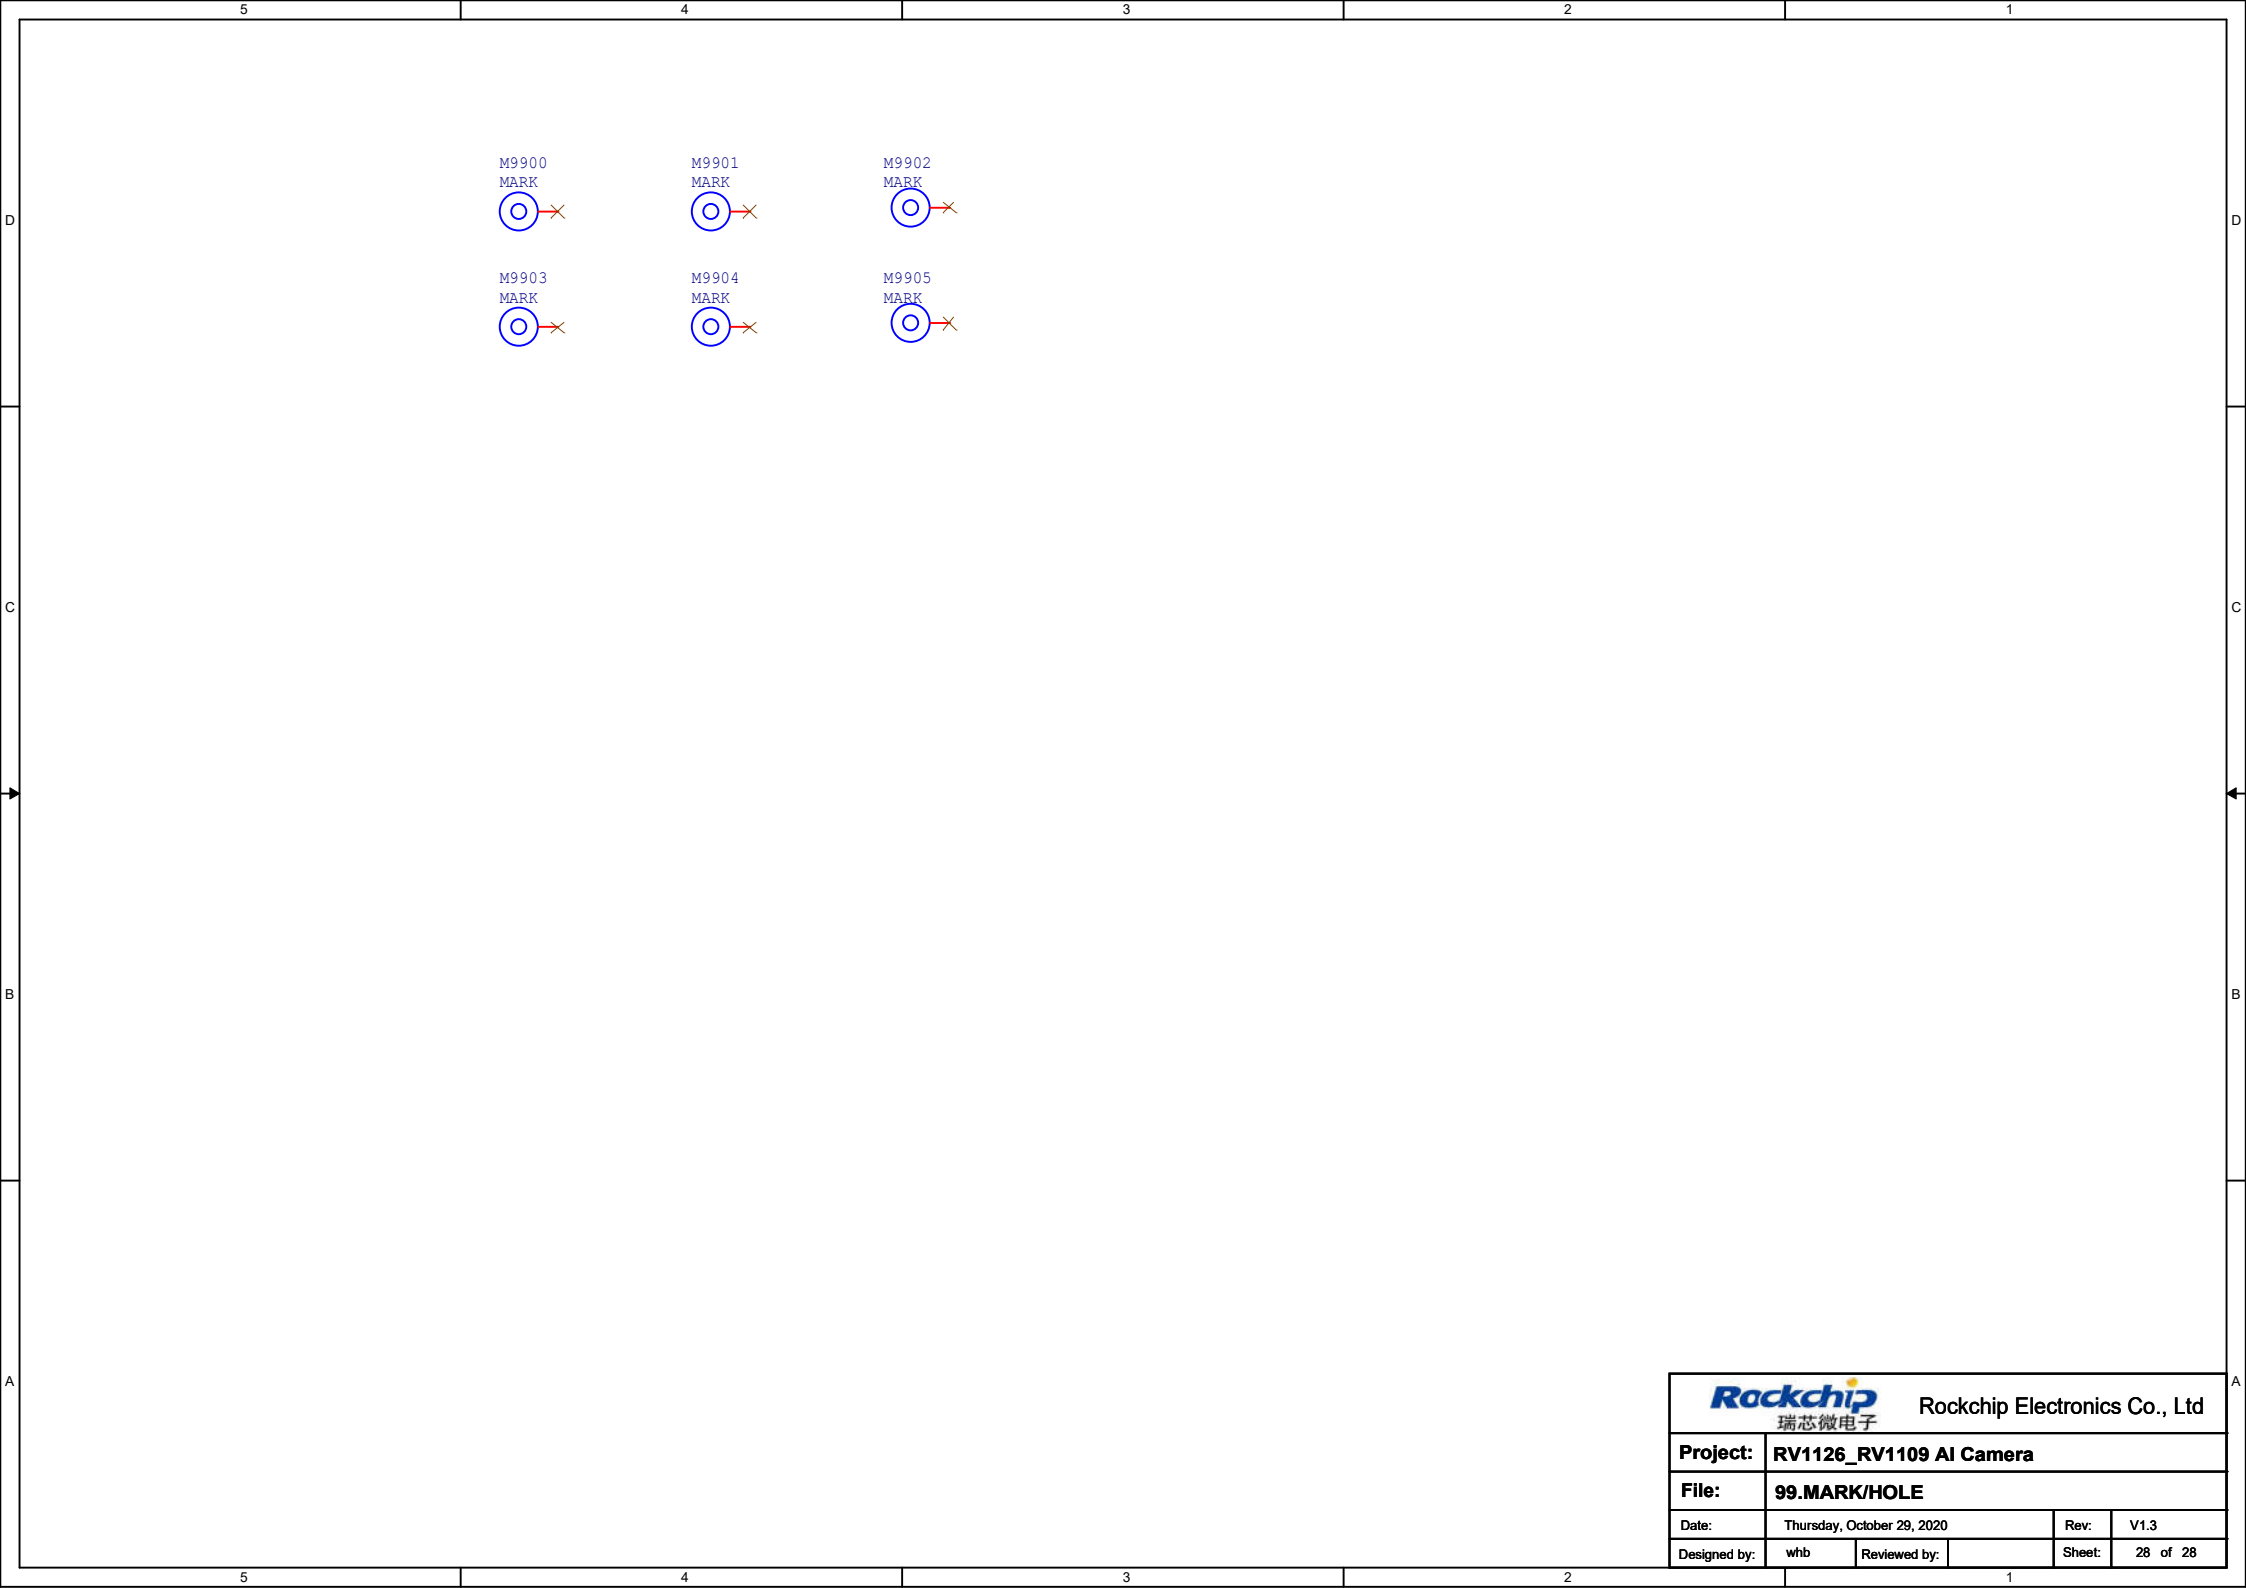 5 4 3 2 1
M9900 M9901 M9902
MARK MARK MARK
D D
M9903 M9904 M9905
MARK MARK MARK
C C
B B
A A
Rockchip
瑞芯微电子
Rockchip Electronics Co., Ltd
Project: RV1126_RV1109 AI Camera
File: 99.MARK/HOLE
Date: Thursday, October 29, 2020 Rev: V1.3
Designed by: whb Reviewed by: Sheet: 28 of 28
5 4 3 2 1